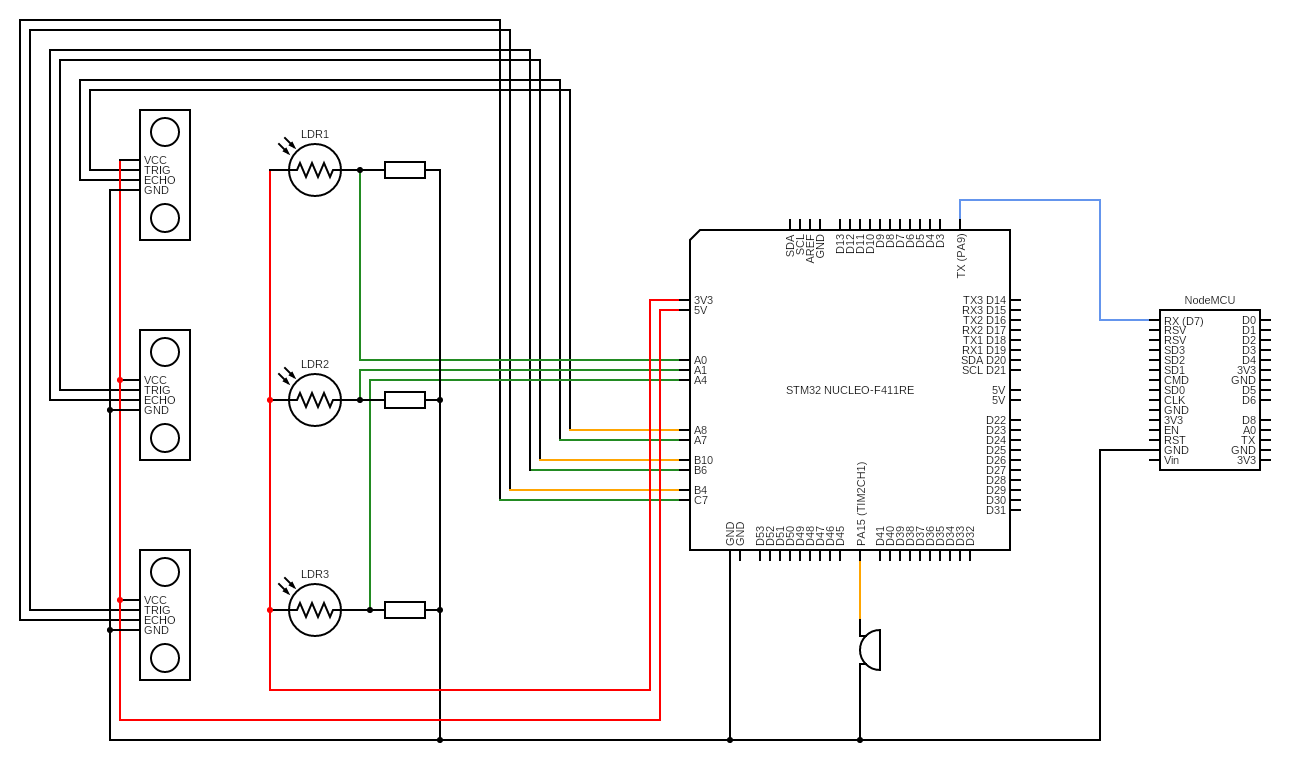 LDR1
VCC
TRIG
ECHO
GND
LDR2
VCC
TRIG
ECHO
GND
LDR3
VCC
TRIG
ECHO
GND
SDA
SCL
AREF
GND
D13
D12
D11
D10
D9
D8
D7
D6
D5
D4
D3
TX (PA9)
3V3
5V
A0
A1
A4
A8
A7
B10
B6
B4
C7
STM32 NUCLEO-F411RE
TX3 D14
RX3 D15
TX2 D16
RX2 D17
TX1 D18
RX1 D19
SDA D20
SCL D21
5V
5V
D22
D23
D24
D25
D26
D27
D28
D29
D30
D31
GND
GND
D53
D52
D51
D50
D49
D48
D47
D46
D45
PA15 (TIM2CH1)
D41
D40
D39
D38
D37
D36
D35
D34
D33
D32
NodeMCU
RX (D7)
RSV
RSV
SD3
SD2
SD1
CMD
SD0
CLK
GND
3V3
EN
RST
GND
Vin
D0
D1
D2
D3
D4
3V3
GND
D5
D6
D8
A0
TX
GND
3V3